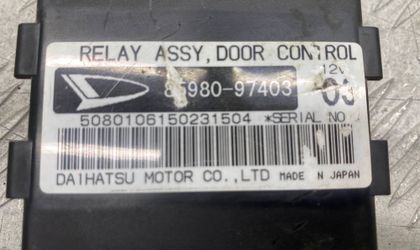 RELAY ASSY, DOOR CONTROL
12V
85980-97403 03
5080106150231504 *SERIAL NO
DAIHATSU MOTOR CO.,LTD MADE IN JAPAN